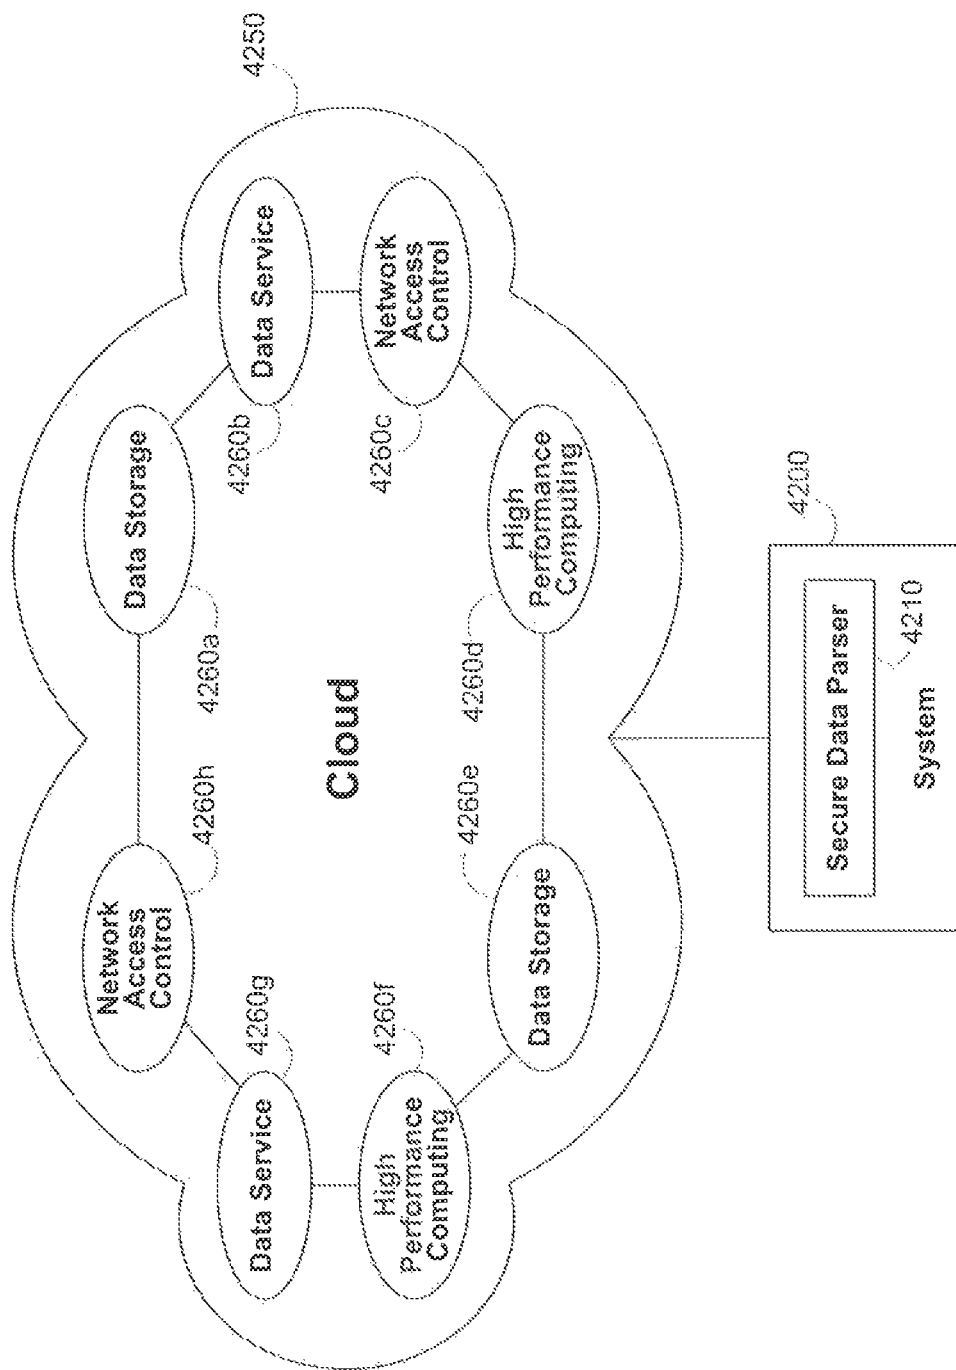 Network
Access
Control
4260h
Data Storage
4260a
Data Service
4260g
Data Service
4260b
4250
Cloud
High
Performance
Computing
4260f
Network
Access
Control
4260c
Data Storage
4260e
High
Performance
Computing
4260d
Secure Data Parser
4200
4210
System